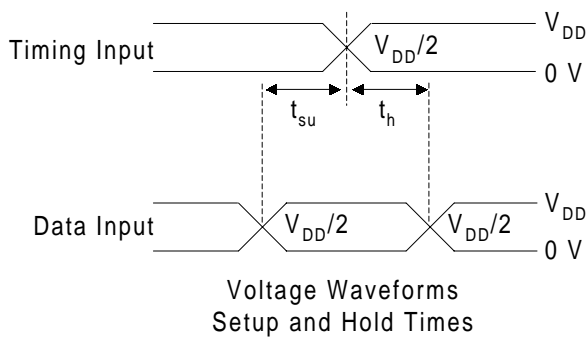 V_DD
Timing Input
V_DD/2
0 V
t_su
t_h
V_DD
Data Input
V_DD/2
V_DD/2
0 V
Voltage Waveforms
Setup and Hold Times